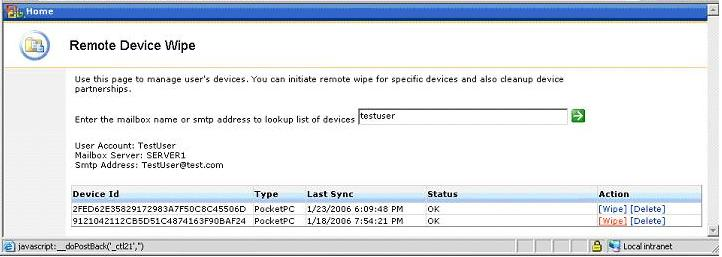 Home
Remote Device Wipe
Use this page to manage user's devices. You can initiate remote wipe for specific devices and also cleanup device
partnerships.
Enter the mailbox name or smtp address to lookup list of devices testuser
User Account: TestUser
Mailbox Server: SERVER1
Smtp Address: TestUser@test.com
Device Id Type Last Sync Status Action
2FED62E35829172983A7F50C8C45506D PocketPC 1/23/2006 6:09:48 PM OK [Wipe] [Delete]
9121042112CB5D51C4874163F90BAF24 PocketPC 1/18/2006 7:54:21 PM OK [Wipe] [Delete]
javascript:__doPostBack('_ctl21','') Local intranet